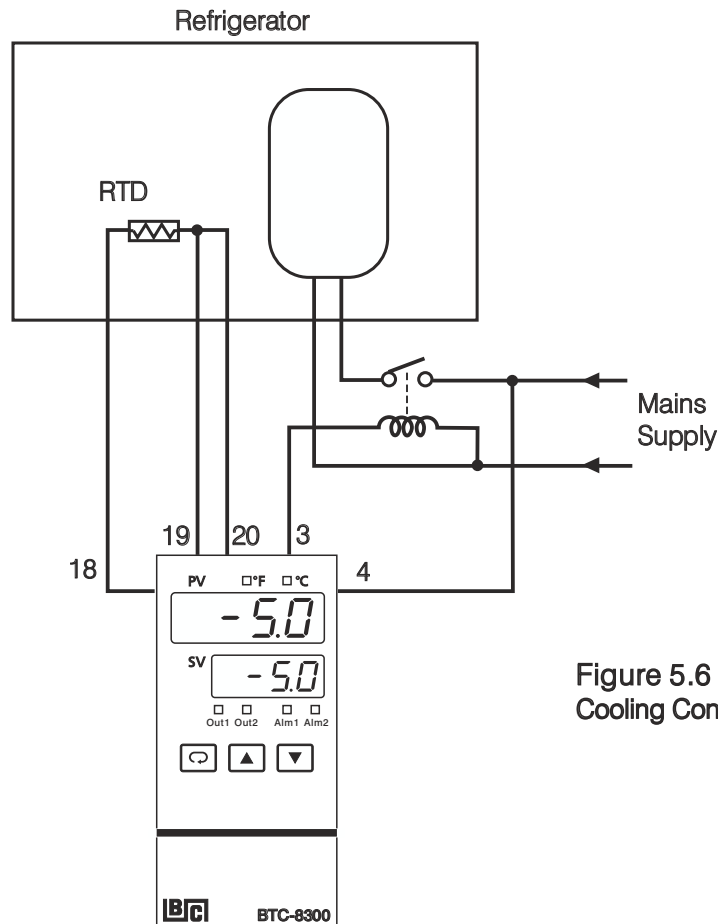 Refrigerator
RTD
Mains
Supply
19 20 3
18 4
PV °F °C
-5.0
SV
-5.0
Out1 Out2 Alm1 Alm2
Figure 5.6
Cooling Con
BTC-8300